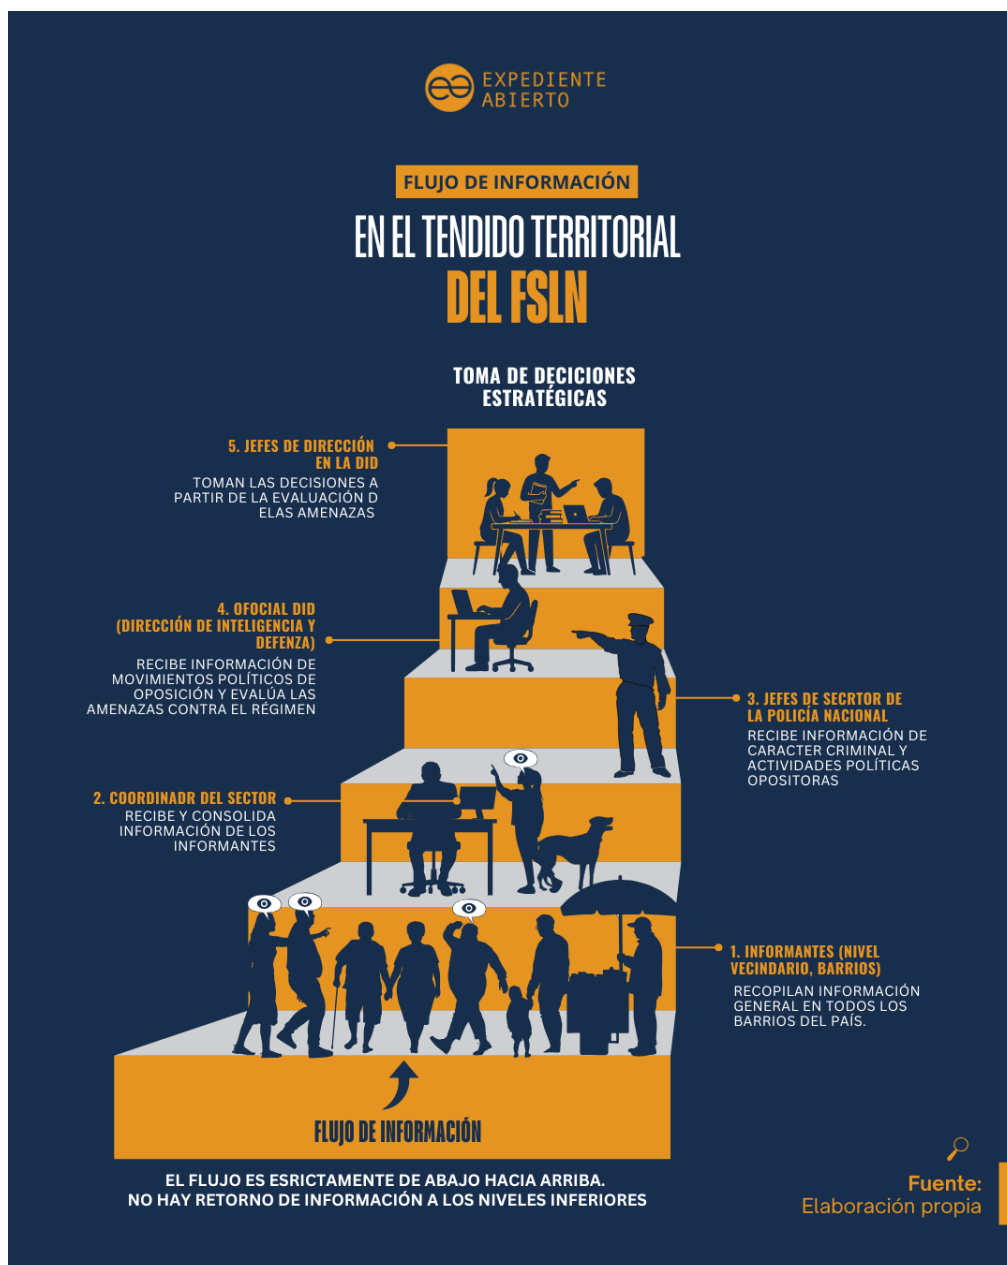 EXPEDIENTE
ABIERTO
FLUJO DE INFORMACIÓN
EN EL TENDIDO TERRITORIAL
DEL FSLN
TOMA DE DECICIONES
ESTRATÉGICAS
5. JEFES DE DIRECCIÓN
EN LA DID
TOMAN LAS DECISIONES A
PARTIR DE LA EVALUACIÓN D
ELAS AMENAZAS
4. OFOCIAL DID
(DIRECCIÓN DE INTELIGENCIA Y
DEFENZA)
RECIBE INFORMACIÓN DE
MOVIMIENTOS POLÍTICOS DE
OPOSICIÓN Y EVALÚA LAS
AMENAZAS CONTRA EL RÉGIMEN
3. JEFES DE SECRTOR DE
LA POLICÍA NACIONAL
RECIBE INFORMACIÓN DE
CARACTER CRIMINAL Y
ACTIVIDADES POLÍTICAS
OPOSITORAS
2. COORDINADR DEL SECTOR
RECIBE Y CONSOLIDA
INFORMACIÓN DE LOS
INFORMANTES
1. INFORMANTES (NIVEL
VECINDARIO, BARRIOS)
RECOPILAN INFORMACIÓN
GENERAL EN TODOS LOS
BARRIOS DEL PAÍS.
FLUJO DE INFORMACIÓN
EL FLUJO ES ESRICTAMENTE DE ABAJO HACIA ARRIBA.
NO HAY RETORNO DE INFORMACIÓN A LOS NIVELES INFERIORES
Fuente:
Elaboración propia